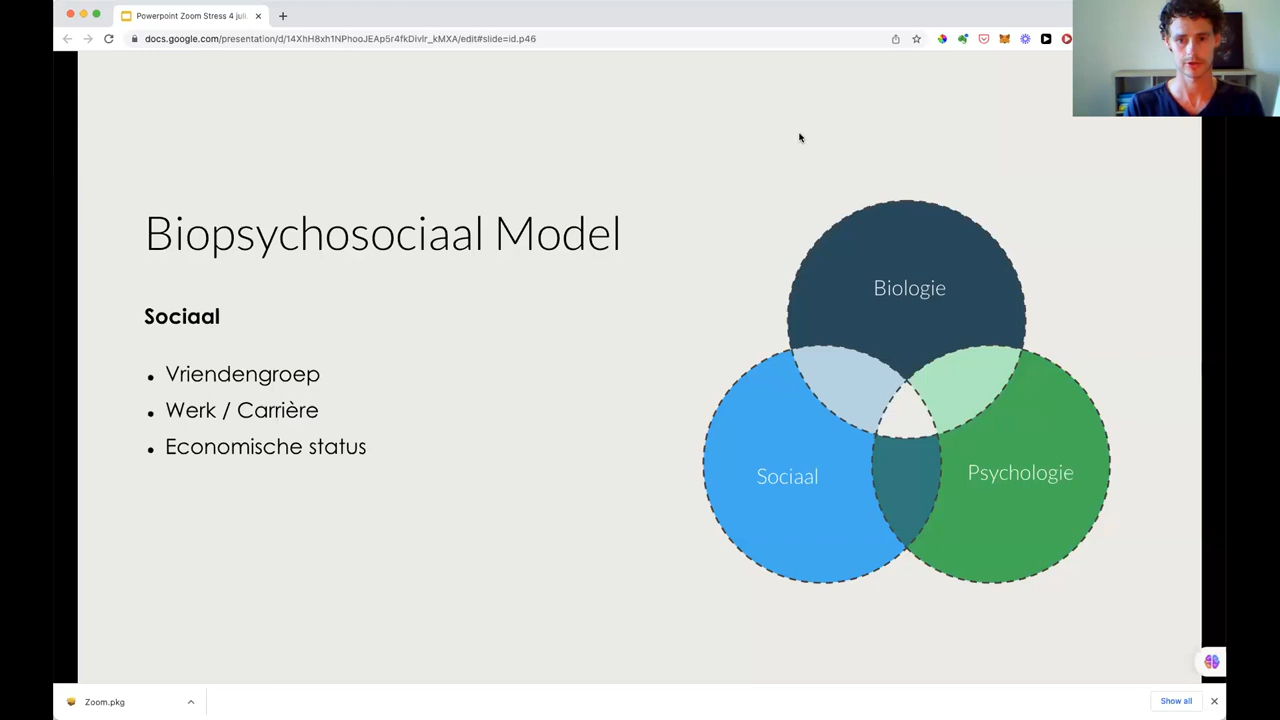 Powerpoint Zoom Stress 4 juli
docs.google.com/presentation/d/14XhH8xh1NPhooJEAp5r4fkDivlr_kMXA/edit#slide=id.p46
Biopsychosociaal Model
Sociaal
• Vriendengroep
• Werk / Carrière
• Economische status
Biologie
Sociaal
Psychologie
Zoom.pkg
Show all